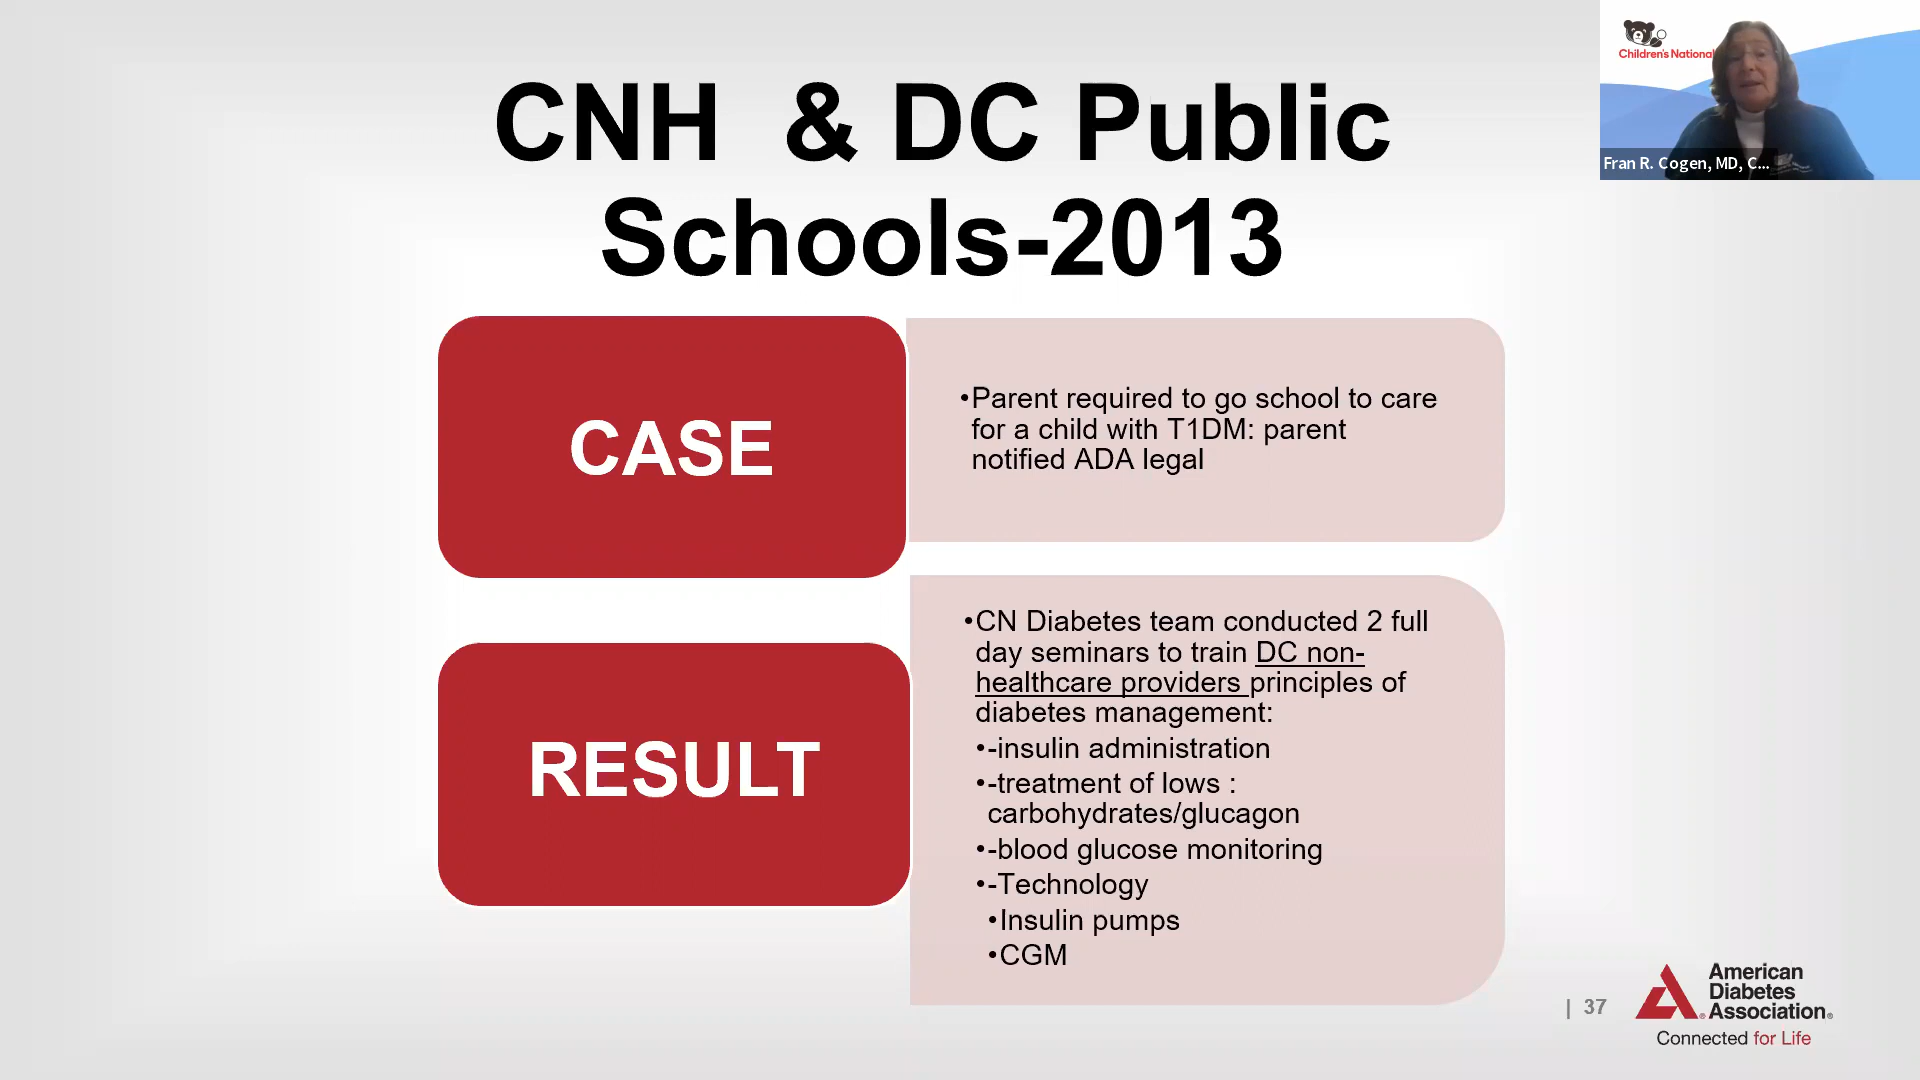 CNH & DC Public
Schools-2013
Children's National
Fran R. Cogen, MD, C...
CASE
•Parent required to go school to care
for a child with T1DM: parent
notified ADA legal
RESULT
•CN Diabetes team conducted 2 full
day seminars to train DC non-
healthcare providers principles of
diabetes management:
•-insulin administration
•-treatment of lows :
carbohydrates/glucagon
•-blood glucose monitoring
•-Technology
•Insulin pumps
•CGM
| 37
American
Diabetes
Association®
Connected for Life